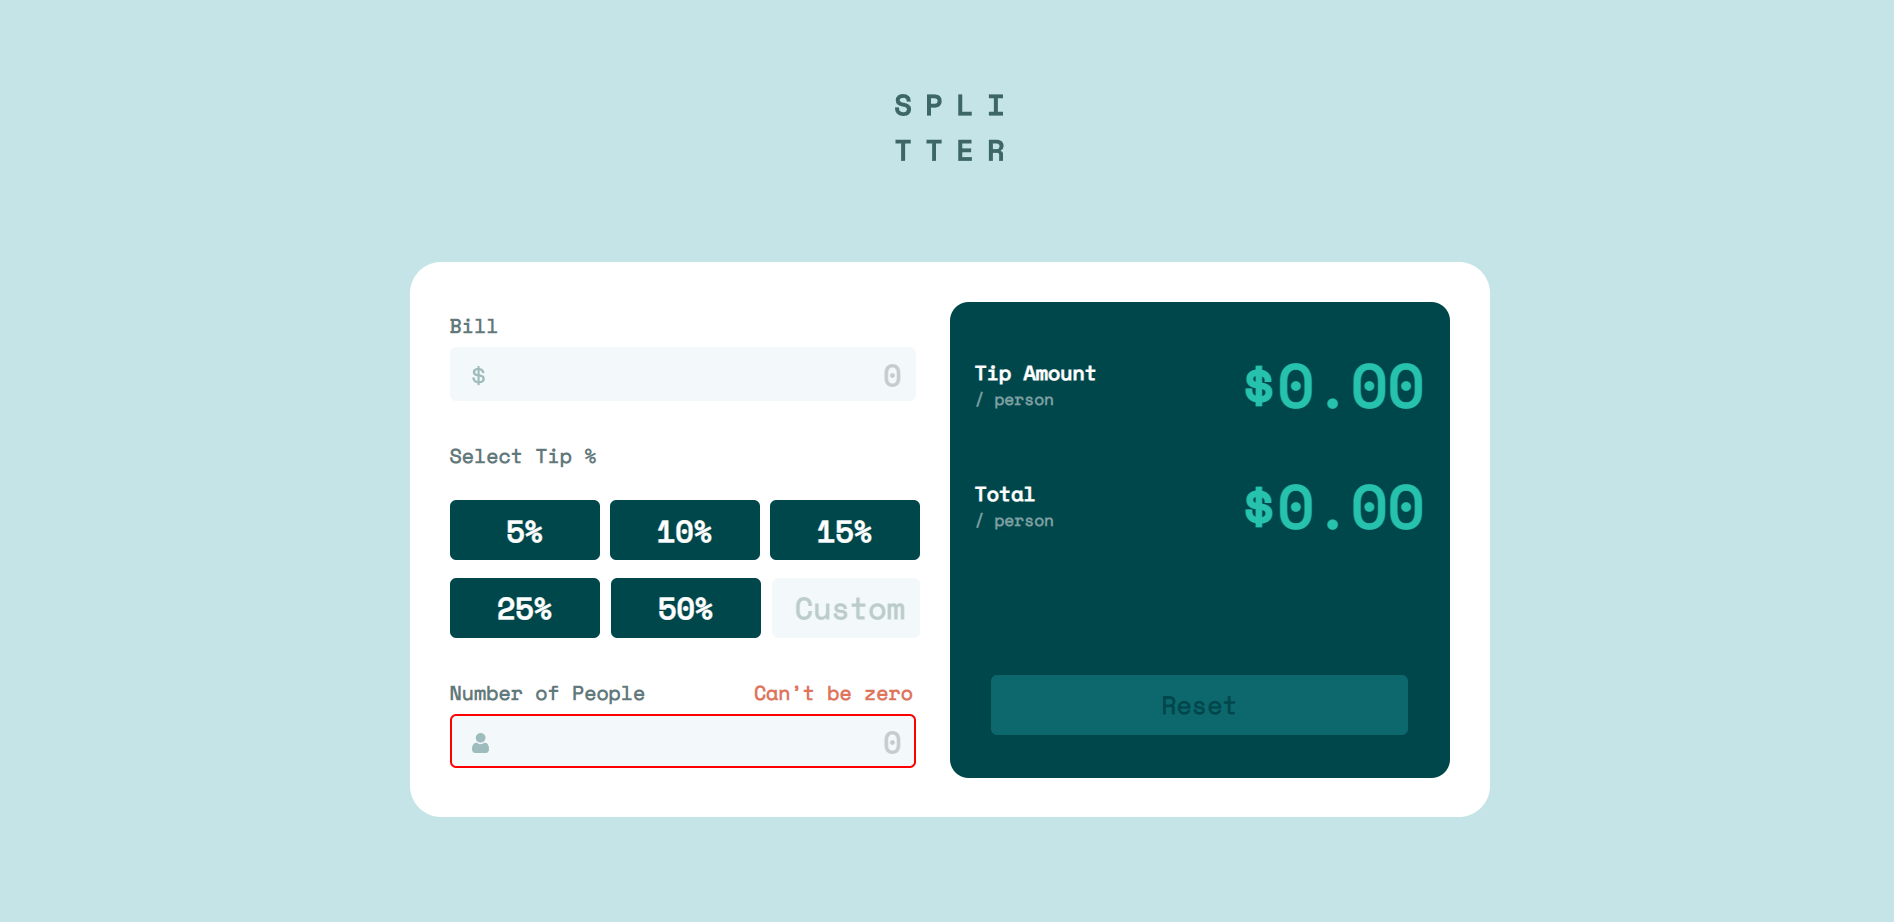 SPLI
TTER
Bill
$ 0
Select Tip %
5% 10% 15%
25% 50% Custom
Number of People Can't be zero
0
Tip Amount $0.00
/ person
Total $0.00
/ person
Reset